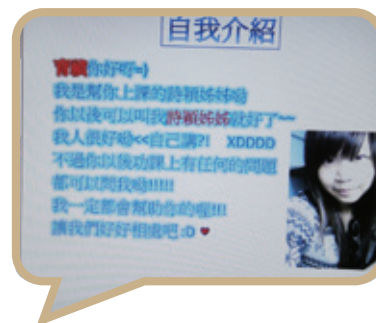 自我介紹
你好呀=)
我是幫你上課的詩穎姊姊呦
你以後可以叫我詩穎姊姊就好了~~
我人很好呦<<自己講?! XDDDD
不過你以後功課上有任何的問題
都可以問我呦!!!!!
我一定都會幫助你的喔!!!
讓我們好好相處吧 :D ♥